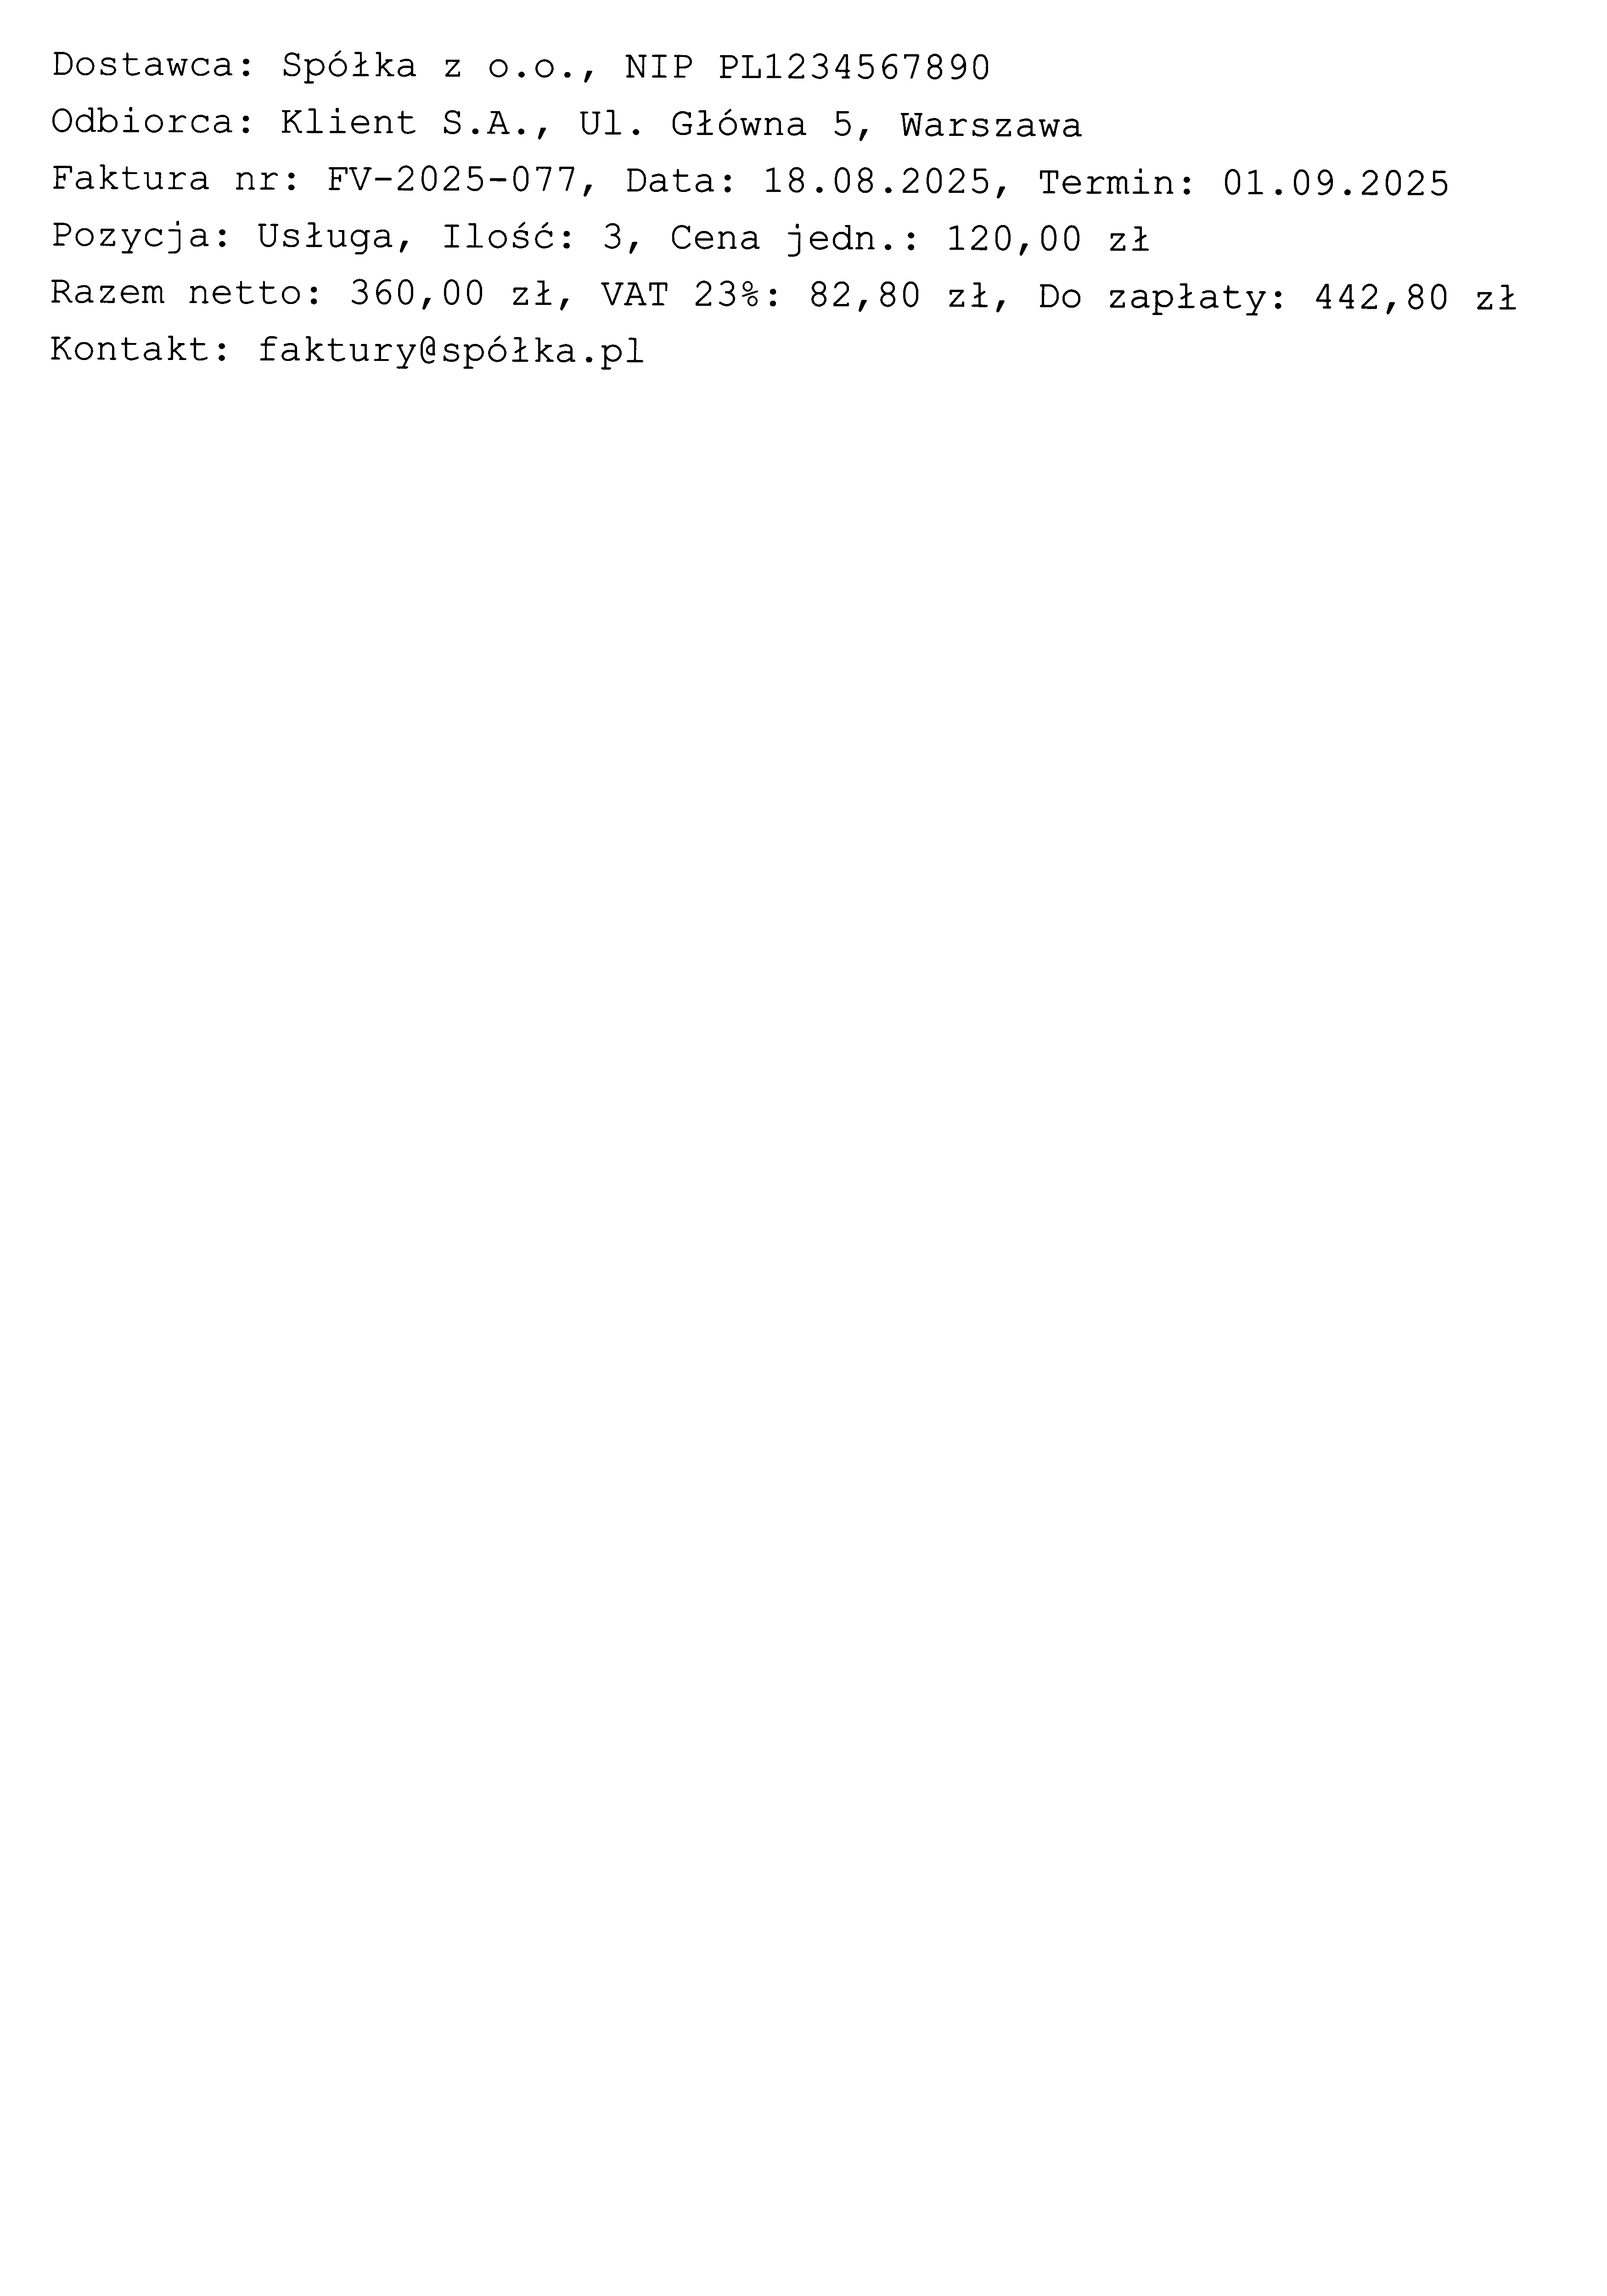 Dostawca: Spółka z o.o., NIP PL1234567890
Odbiorca: Klient S.A., Ul. Główna 5, Warszawa
Faktura nr: FV-2025-077, Data: 18.08.2025, Termin: 01.09.2025
Pozycja: Usługa, Ilość: 3, Cena jedn.: 120,00 zł
Razem netto: 360,00 zł, VAT 23%: 82,80 zł, Do zapłaty: 442,80 zł
Kontakt: faktury@spółka.pl